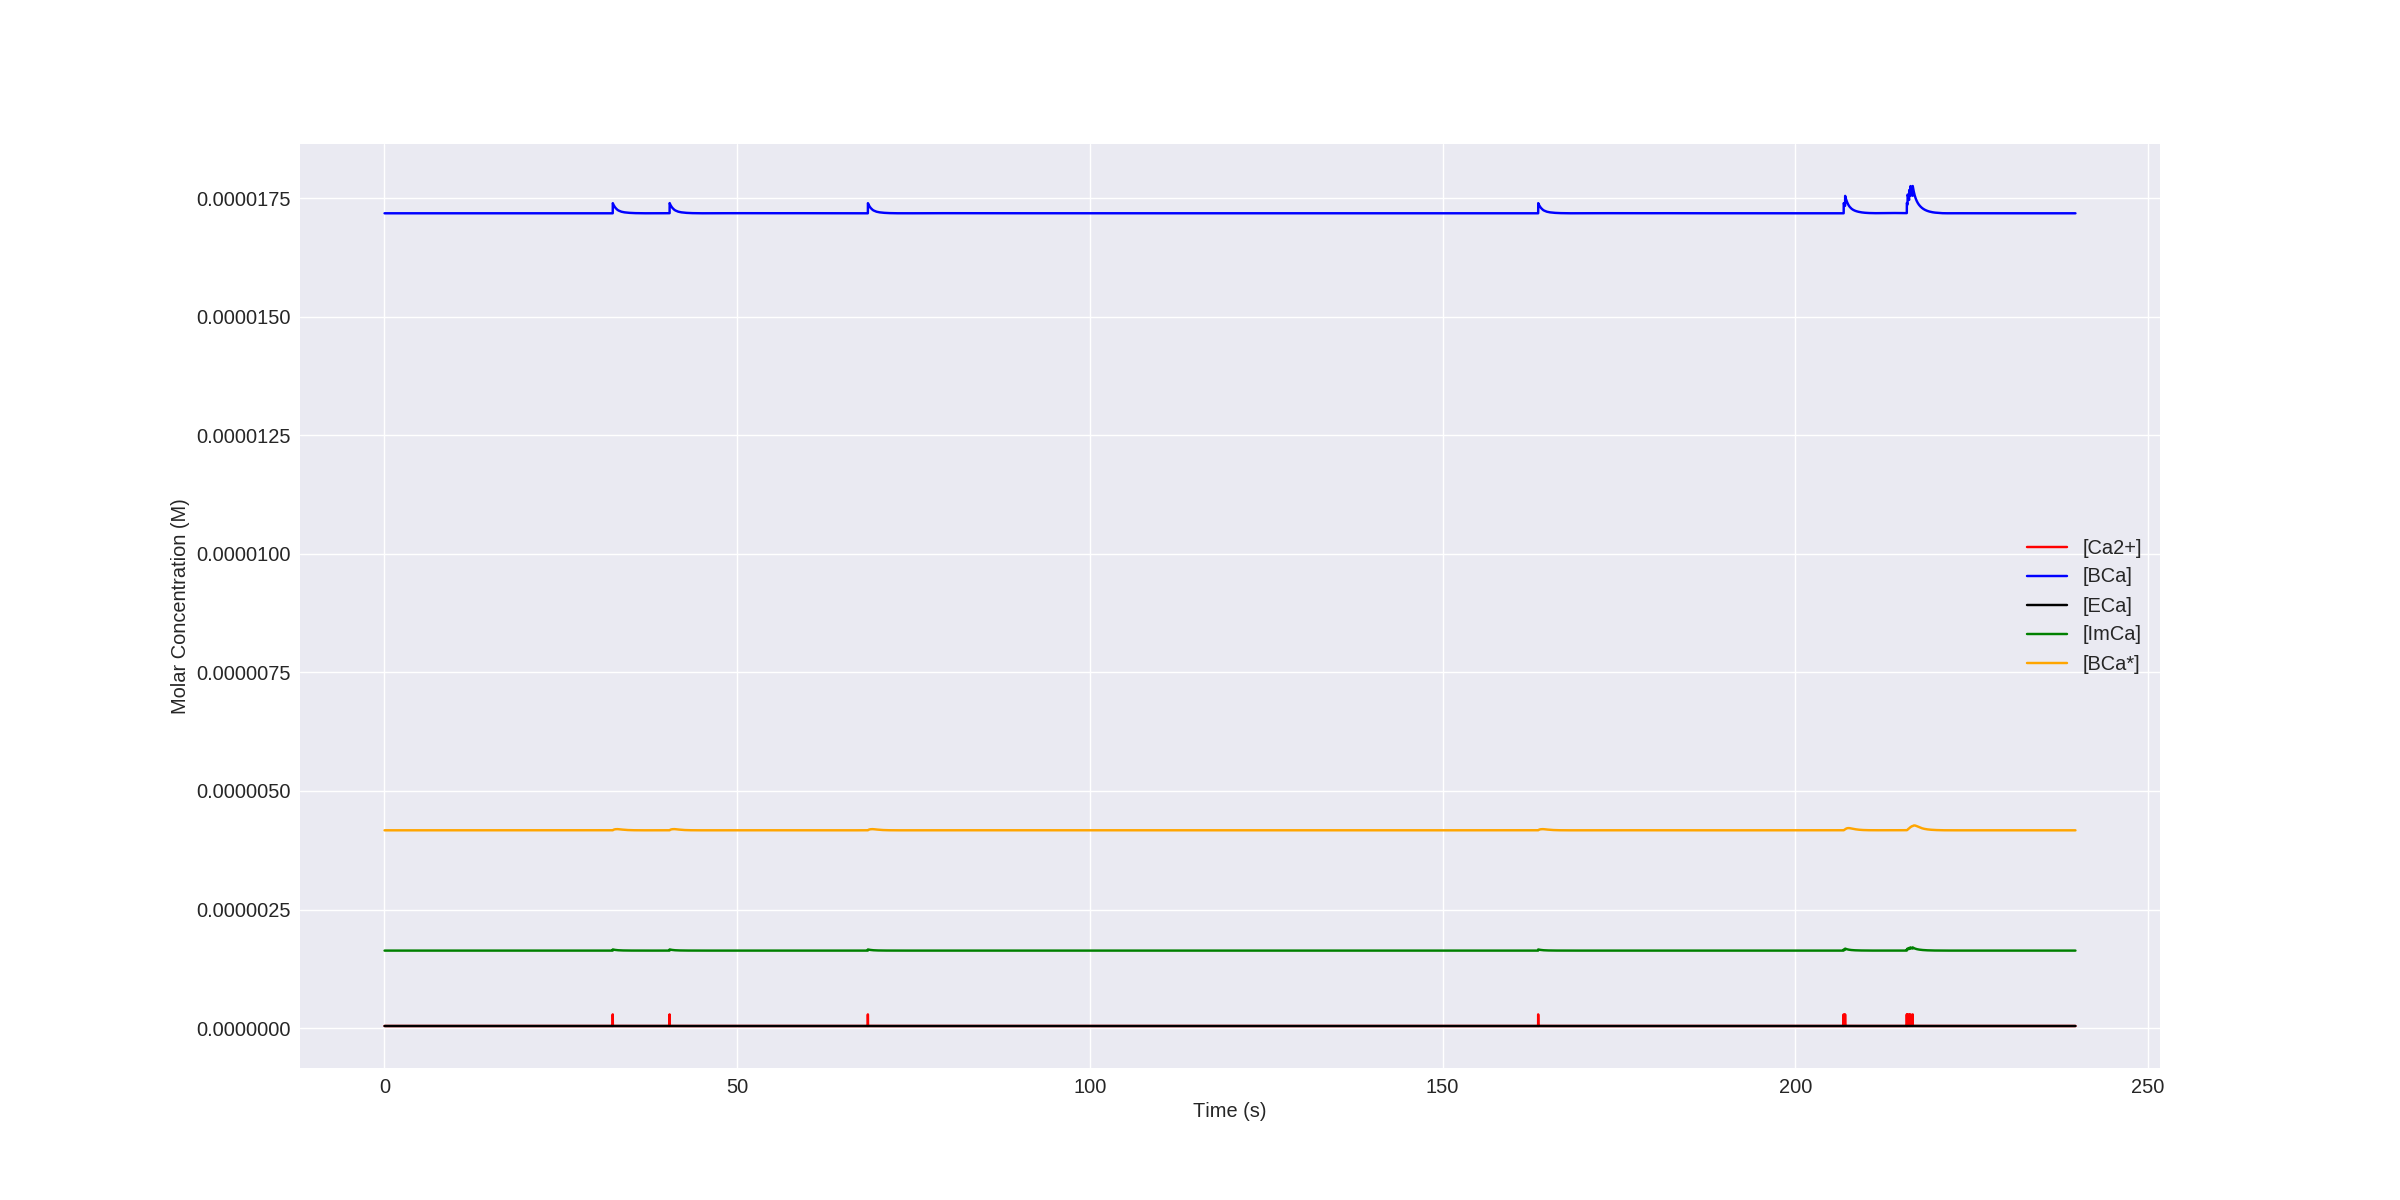 0.0000175
0.0000150
0.0000125
0.0000100
0.0000075
0.0000050
0.0000025
0.0000000
Molar Concentration (M)
0 50 100 150 200 250
Time (s)
[Ca2+]
[BCa]
[ECa]
[ImCa]
[BCa*]